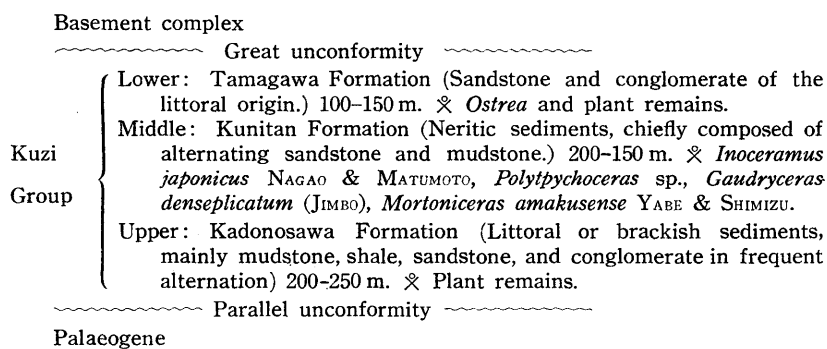 Basement complex
Great unconformity
Lower: Tamagawa Formation (Sandstone and conglomerate of the
littoral origin.) 100–150 m. ※ Ostrea and plant remains.
Middle: Kunitan Formation (Neritic sediments, chiefly composed of
alternating sandstone and mudstone.) 200–150 m. ※ Inoceramus
japonicus NAGAO & MATUMOTO, Polytpychoceras sp., Gaudryceras
denseplicatum (JIMBO), Mortoniceras amakusense YABE & SHIMIZU.
Upper: Kadonosawa Formation (Littoral or brackish sediments,
mainly mudstone, shale, sandstone, and conglomerate in frequent
alternation) 200–250 m. ※ Plant remains.
Kuzi
Group
Parallel unconformity
Palaeogene